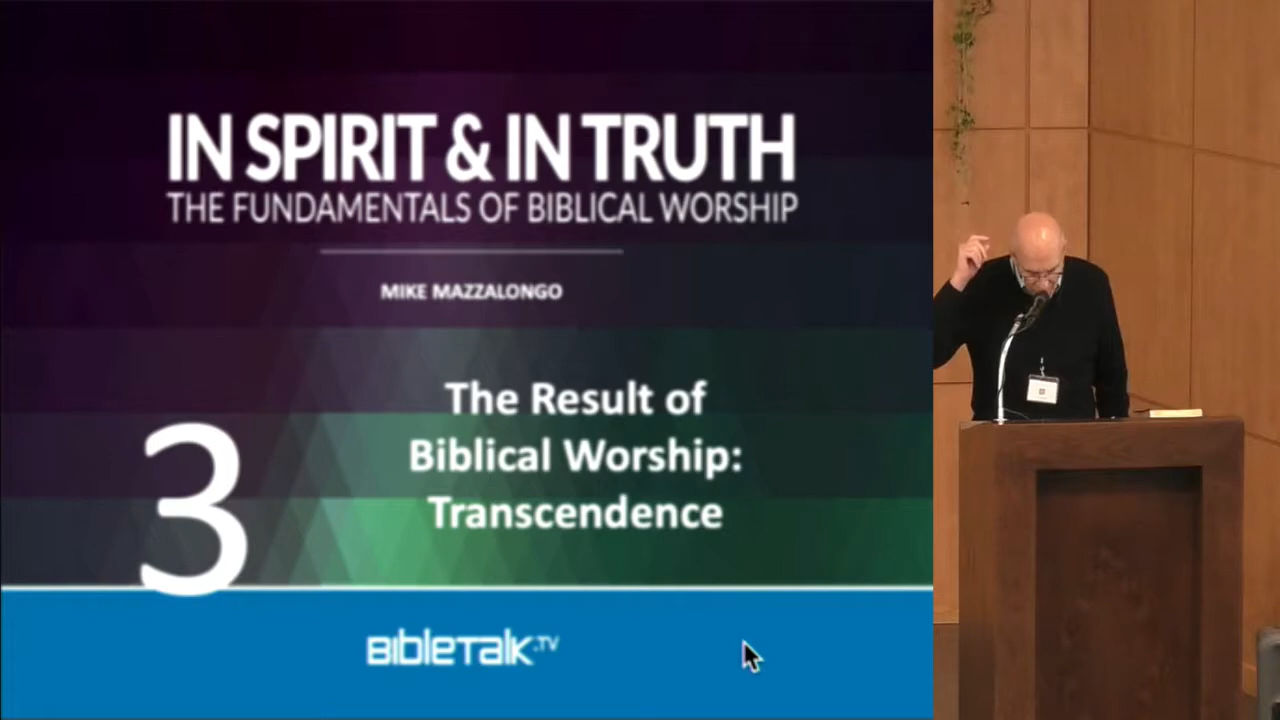 IN SPIRIT & IN TRUTH
THE FUNDAMENTALS OF BIBLICAL WORSHIP
MIKE MAZZALONGO
3
The Result of
Biblical Worship:
Transcendence
BibleTalk.TV